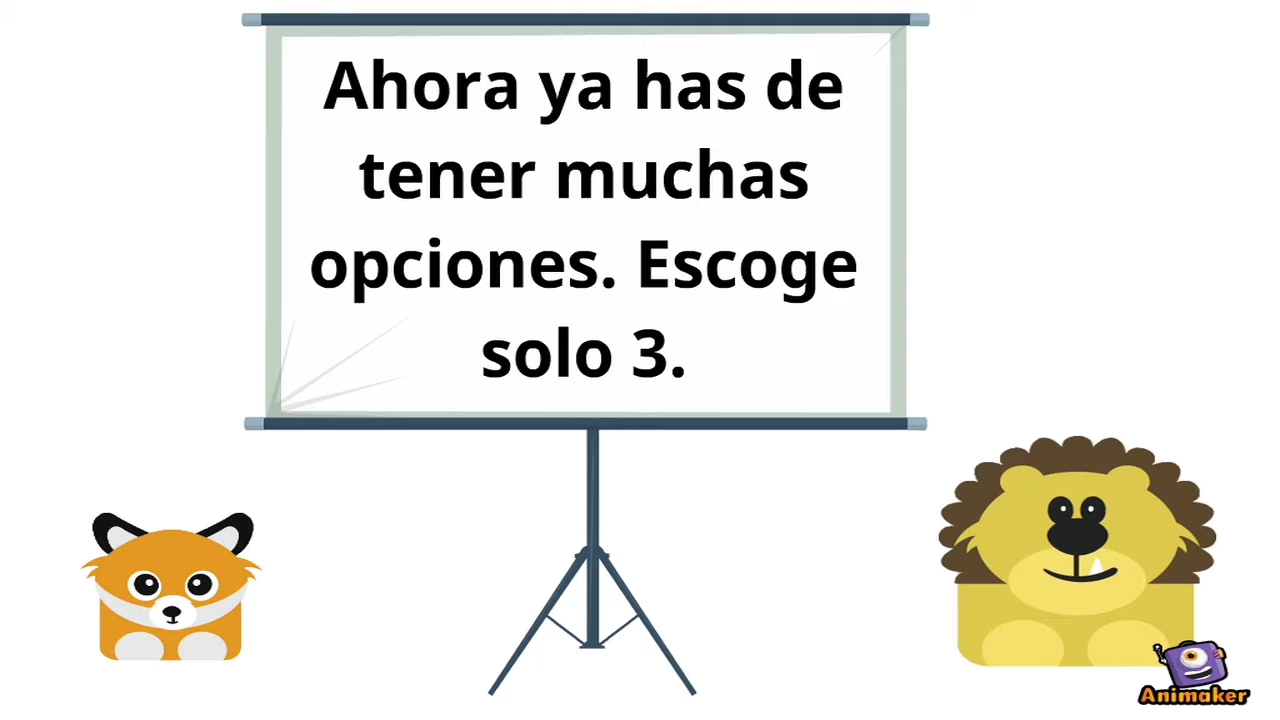 Ahora ya has de
tener muchas
opciones. Escoge
solo 3.
Animaker